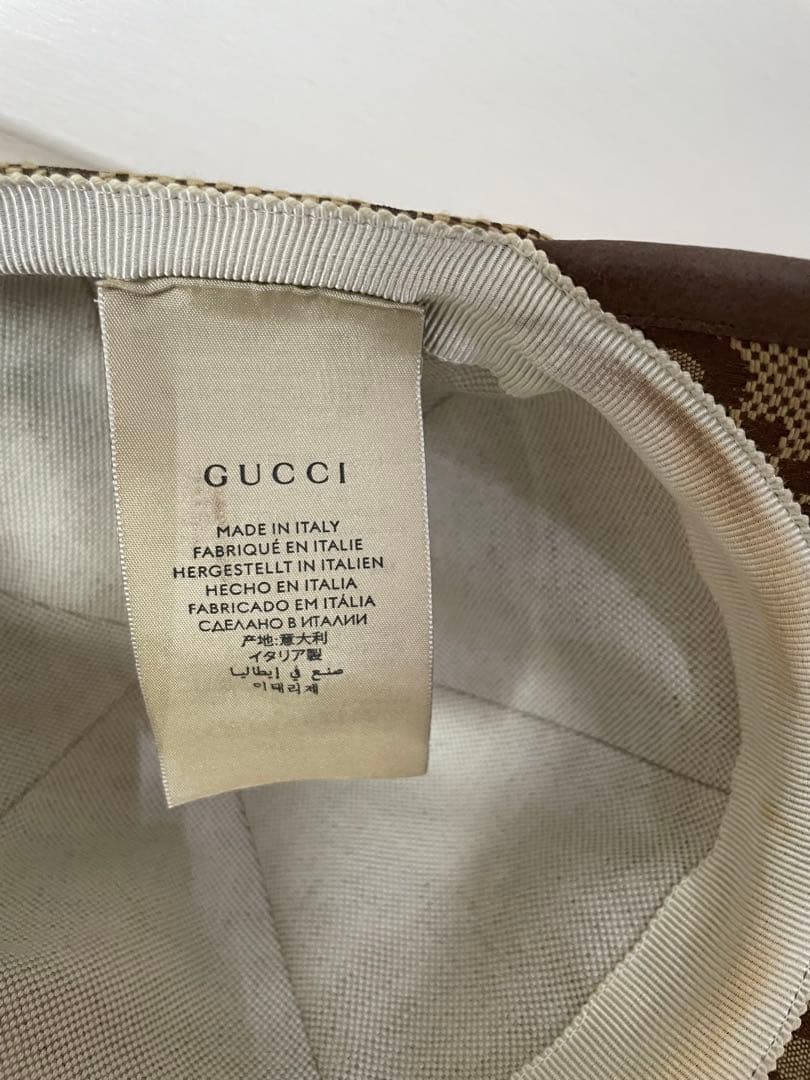 GUCCI
MADE IN ITALY
FABRIQUÉ EN ITALIE
HERGESTELLT IN ITALIEN
HECHO EN ITALIA
FABRICADO EM ITÁLIA
СДЕЛАНО В ИТАЛИИ
产地:意大利
イタリア製
صنع في إيطاليا
이태리제